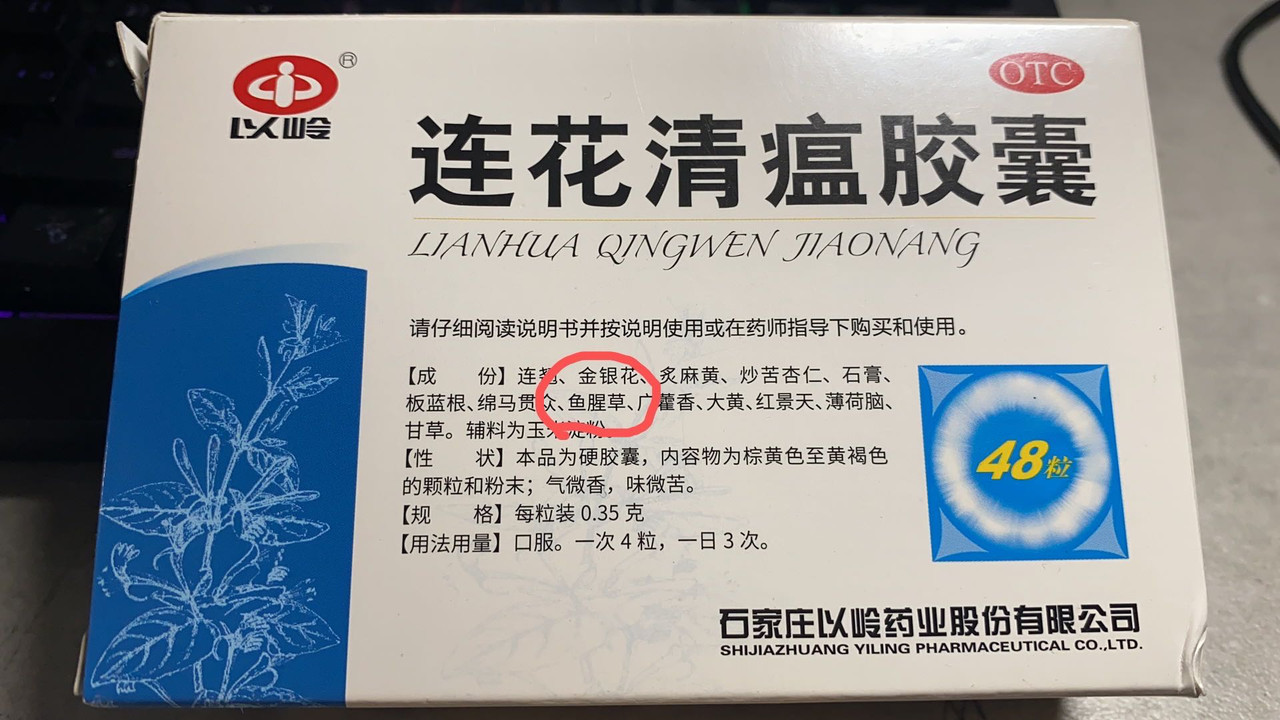 以岭®
OTC
连花清瘟胶囊
LIANHUA QINGWEN JIAONANG
请仔细阅读说明书并按说明使用或在药师指导下购买和使用。
【成 份】连翘、金银花、炙麻黄、炒苦杏仁、石膏、
板蓝根、绵马贯众、鱼腥草、广藿香、大黄、红景天、薄荷脑、
甘草。辅料为玉米淀粉。
【性 状】本品为硬胶囊，内容物为棕黄色至黄褐色
的颗粒和粉末；气微香，味微苦。
【规 格】每粒装 0.35 克
【用法用量】口服。一次 4 粒，一日 3 次。
48粒
石家庄以岭药业股份有限公司
SHIJIAZHUANG YILING PHARMACEUTICAL CO.,LTD.